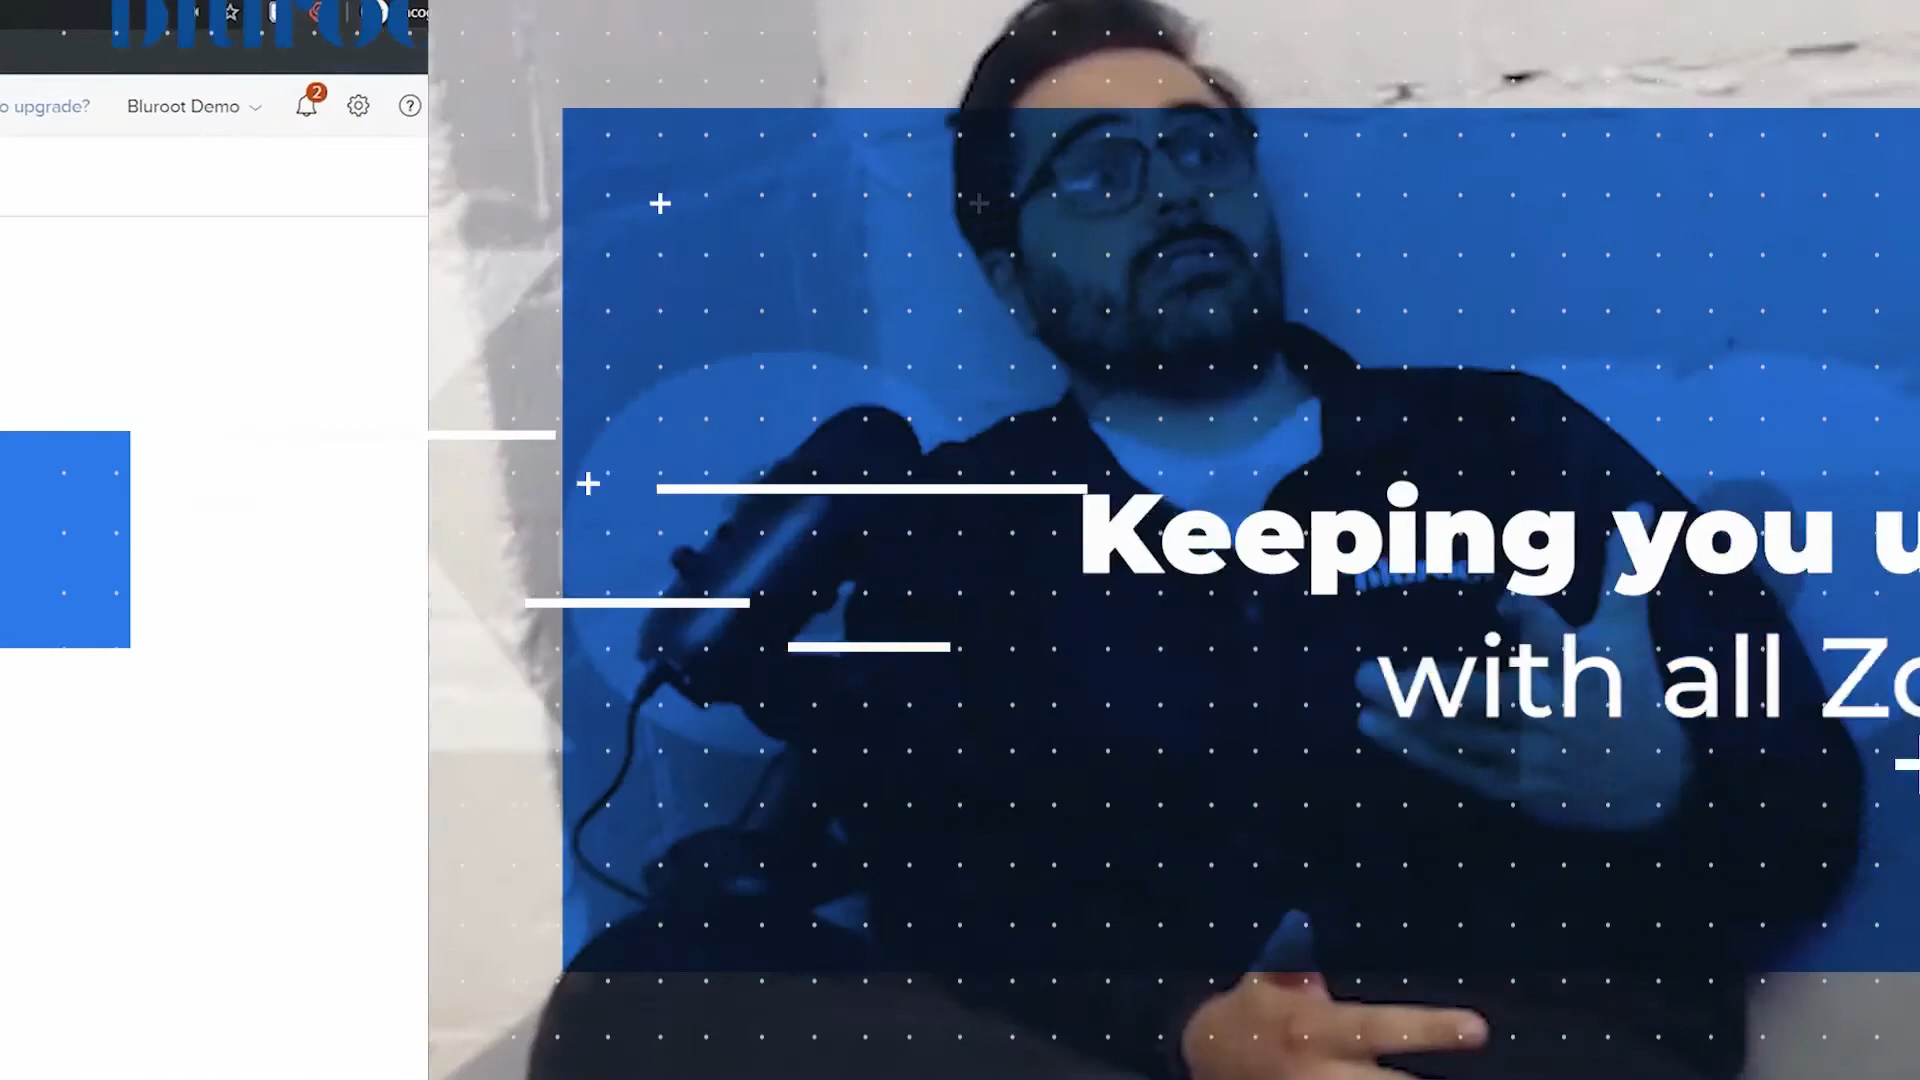 o upgrade?
Bluroot Demo
2
?
Keeping you u
with all Zo